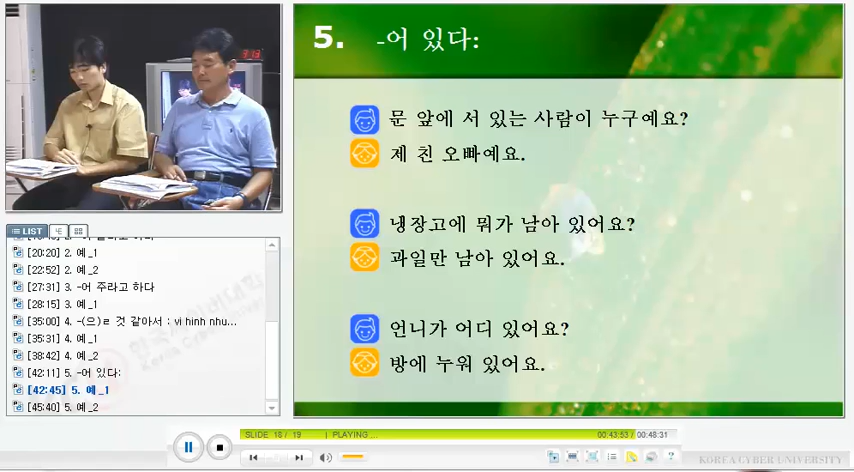 313
5. -어 있다:
문 앞에 서 있는 사람이 누구예요?
제 친 오빠예요.
냉장고에 뭐가 남아 있어요?
과일만 남아 있어요.
언니가 어디 있어요?
방에 누워 있어요.
LIST
[20:20] 2. 예_1
[22:52] 2. 예_2
[27:31] 3. -어 주라고 하다
[28:15] 3. 예_1
[35:00] 4. -(으)ㄹ 것 같아서 : vì hình nhu...
[35:31] 4. 예_1
[38:42] 4. 예_2
[42:11] 5. -어 있다:
[42:45] 5. 예_1
[45:40] 5. 예_2
SLIDE 18 / 19 | PLAYING ...
00:43:53 / 00:48:31
KOREA CYBER UNIVERSITY